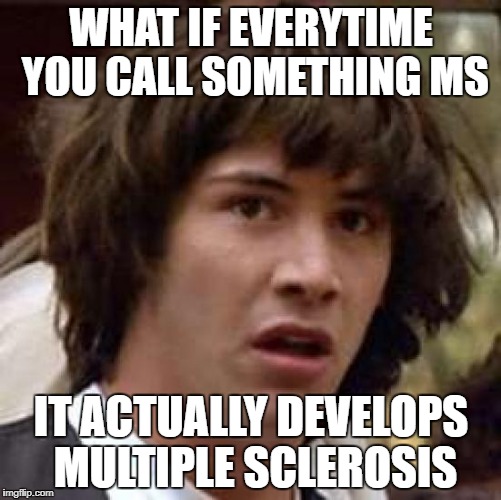 WHAT IF EVERYTIME
YOU CALL SOMETHING MS
IT ACTUALLY DEVELOPS
MULTIPLE SCLEROSIS
imgflip.com